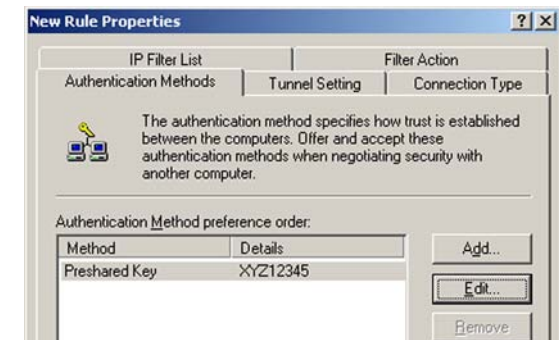 New Rule Properties
IP Filter List
Filter Action
Authentication Methods
Tunnel Setting
Connection Type
The authentication method specifies how trust is established
between the computers. Offer and accept these
authentication methods when negotiating security with
another computer.
Authentication Method preference order:
Method
Details
Add...
Preshared Key
XYZ12345
Edit...
Remove